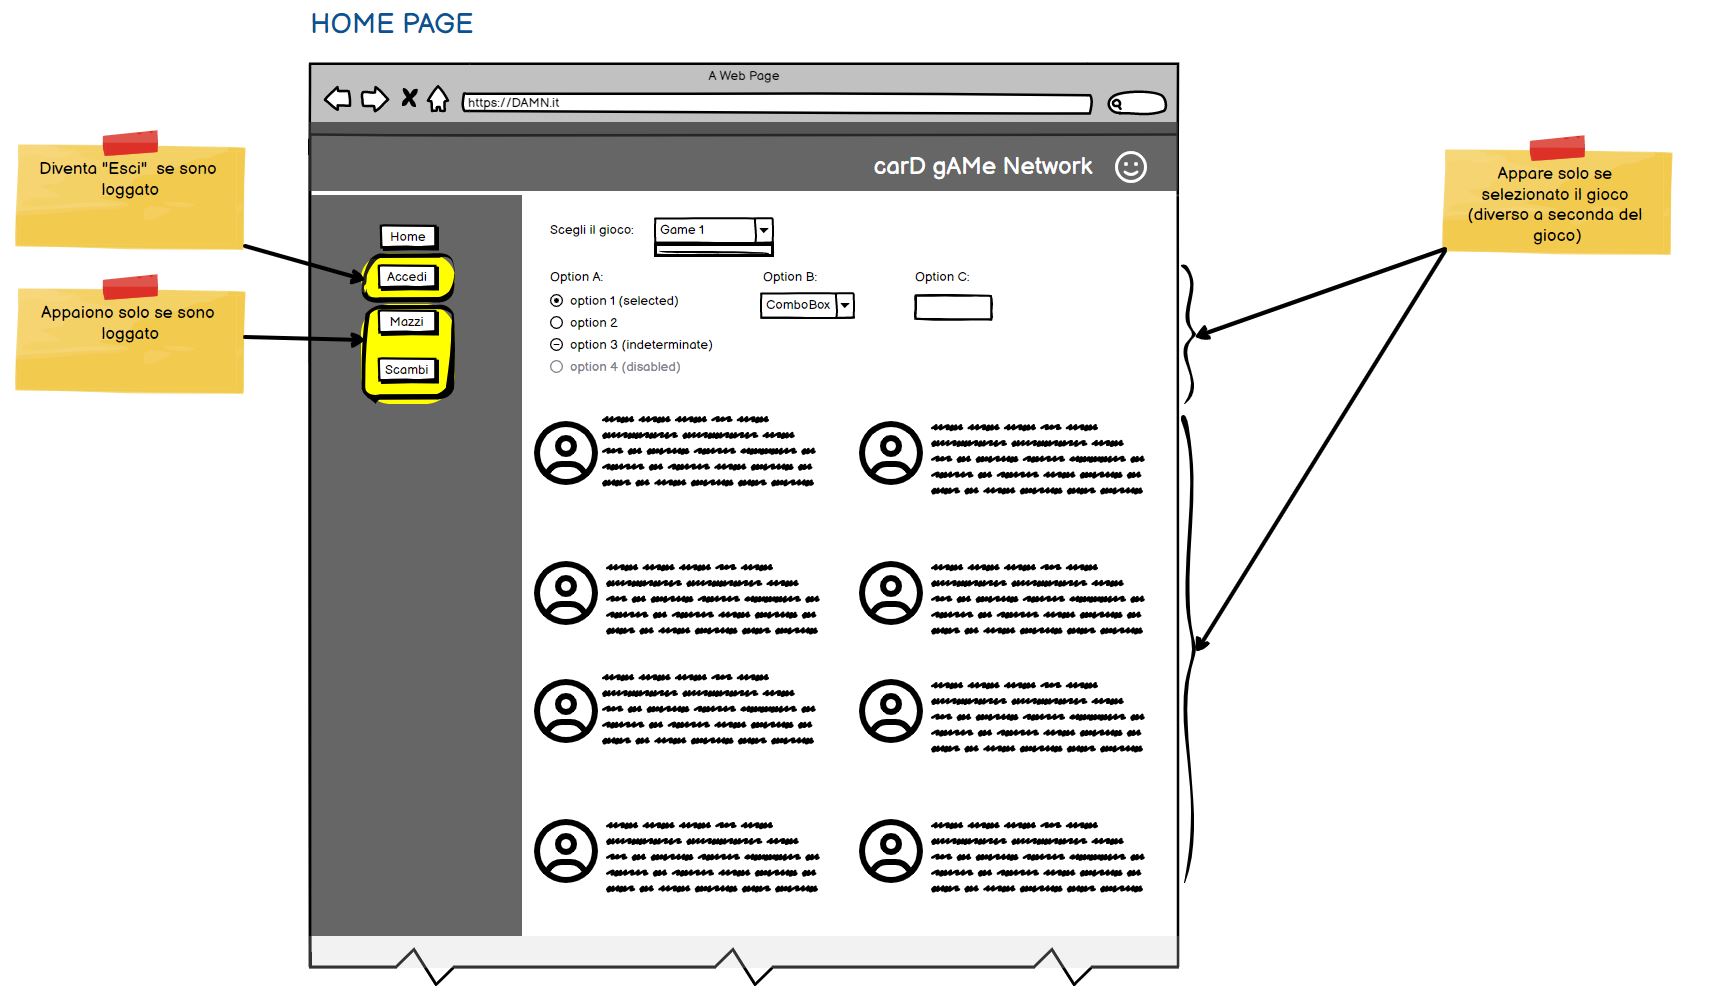 HOME PAGE
A Web Page
https://DAMN.it
carD gAMe Network
Diventa "Esci" se sono
loggato
Appaiono solo se sono
loggato
Home
Accedi
Mazzi
Scambi
Scegli il gioco:
Game 1
Option A:
option 1 (selected)
option 2
option 3 (indeterminate)
option 4 (disabled)
Option B:
ComboBox
Option C:
Appare solo se
selezionato il gioco
(diverso a seconda del
gioco)